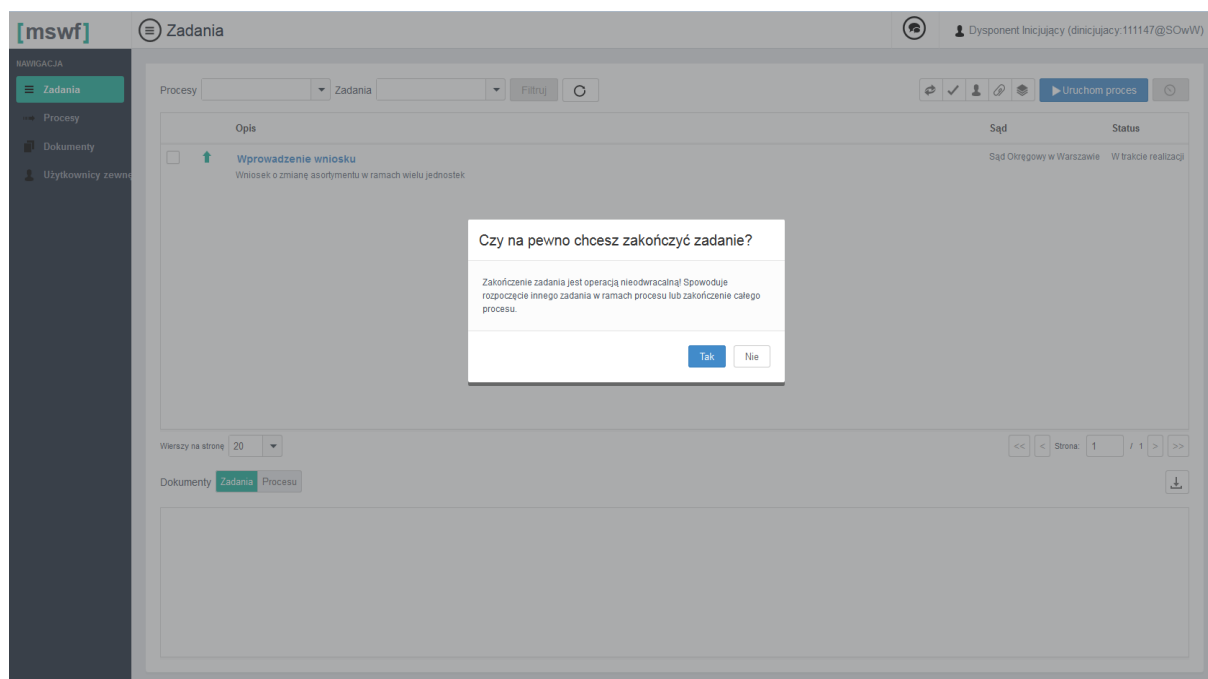 [mswf]
Zadania
Dysponent Inicjujący (dinicjujacy:111147@SOwW)
NAWIGACJA
Zadania
Procesy
Dokumenty
Użytkownicy zewnę
Procesy
Zadania
Filtruj
Uruchom proces
Opis
Sąd
Status
Wprowadzenie wniosku
Wniosek o zmianę asortymentu w ramach wielu jednostek
Sąd Okręgowy w Warszawie
W trakcie realizacji
Czy na pewno chcesz zakończyć zadanie?
Zakończenie zadania jest operacją nieodwracalną! Spowoduje
rozpoczęcie innego zadania w ramach procesu lub zakończenie całego
procesu.
Tak
Nie
Wierszy na stronę 20
<< < Strona: 1 / 1 > >>
Dokumenty Zadania Procesu